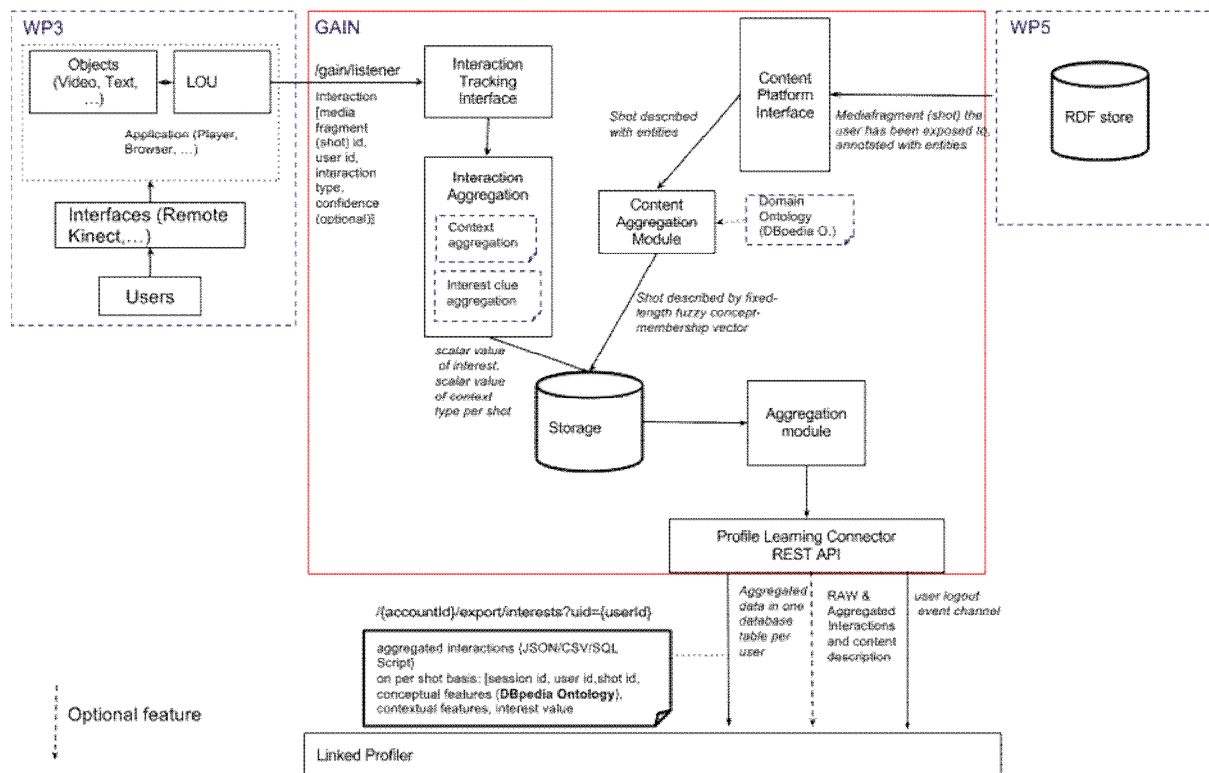 WP3
Objects
(Video, Text,
...)
LOU
Application (Player,
Browser, ...)
Interfaces (Remote
Kinect,...)
Users
GAIN
/gain/listener
Interaction
[media
fragment
(shot) id,
user id,
interaction
type,
confidence
(optional)]
Interaction
Tracking
Interface
Interaction
Aggregation
Context
aggregation
Interest clue
aggregation
scalar value
of interest,
scalar value
of context
type per shot
Shot described
with entities
Content
Platform
Interface
Mediafragment (shot) the
user has been exposed to,
annotated with entities
Content
Aggregation
Module
Domain
Ontology
(DBpedia O.)
Shot described by fixed-
length fuzzy concept-
membership vector
Storage
Aggregation
module
Profile Learning Connector
REST API
WP5
RDF store
/{accountId}/export/interests?uid={userId}
aggregated interactions {JSON/CSV/SQL
Script}
on per shot basis: [session id, user id,shot id,
conceptual features (DBpedia Ontology),
contextual features, interest value
Aggregated
data in one
database
table per
user
RAW &
Aggregated
Interactions
and content
description
user logout
event channel
Optional feature
Linked Profiler